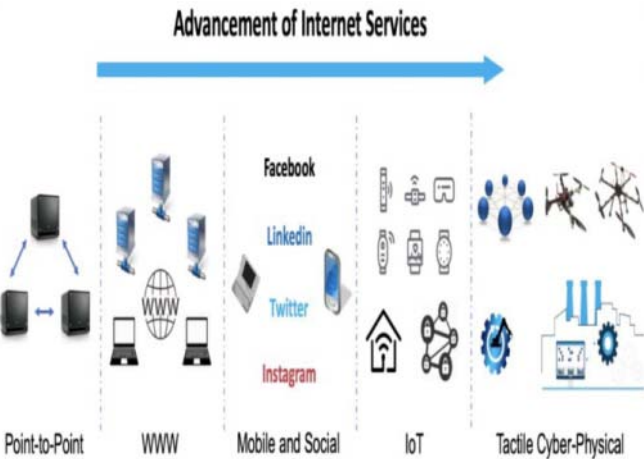 Advancement of Internet Services
WWW
Facebook
Linkedin
Twitter
Instagram
Point-to-Point
WWW
Mobile and Social
IoT
Tactile Cyber-Physical